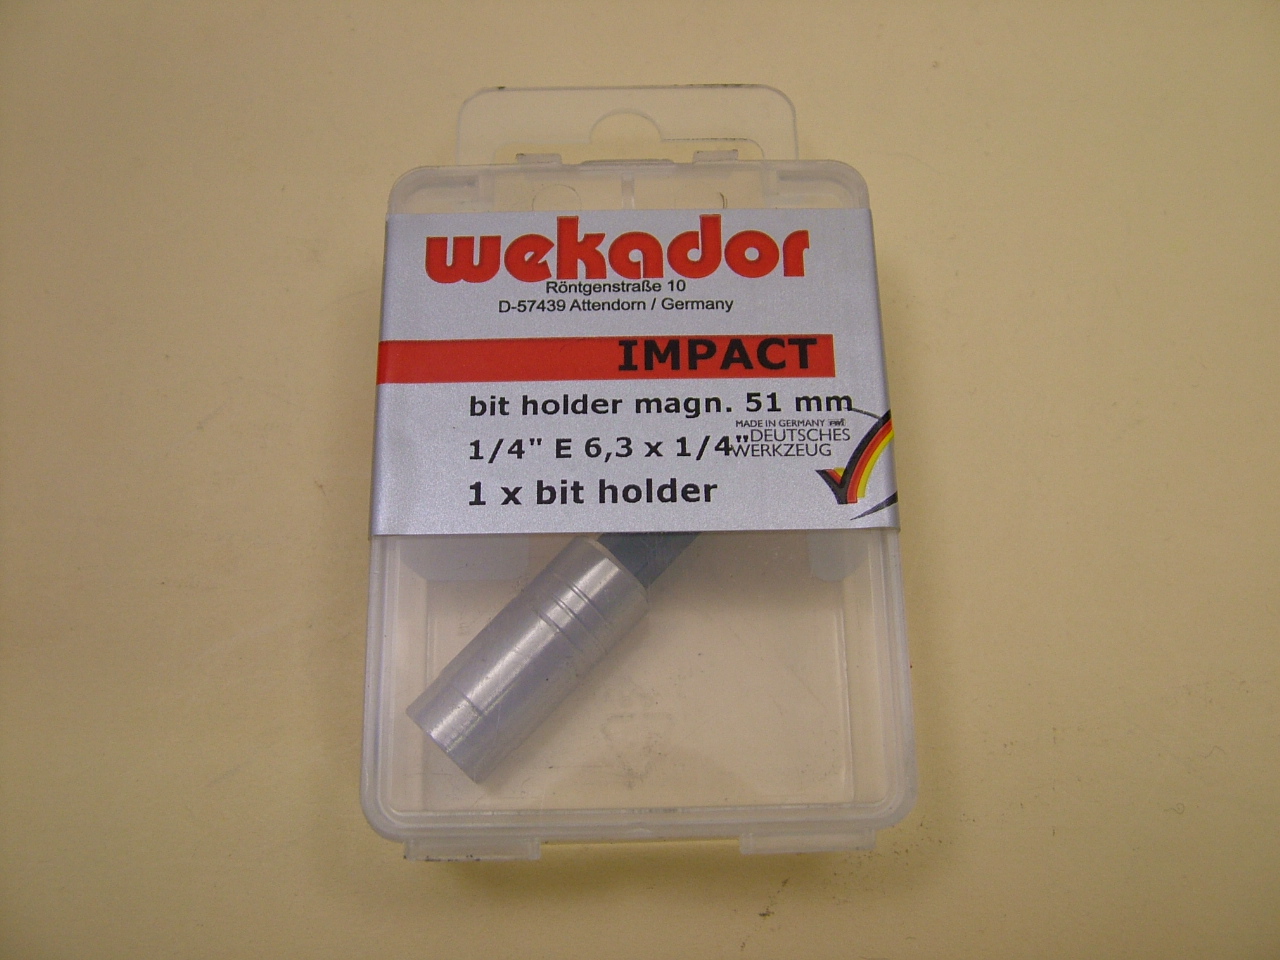 wekador
Röntgenstraße 10
D-57439 Attendorn / Germany
IMPACT
bit holder magn. 51 mm
1/4" E 6,3 x 1/4"
MADE IN GERMANY
DEUTSCHES
WERKZEUG
1 x bit holder